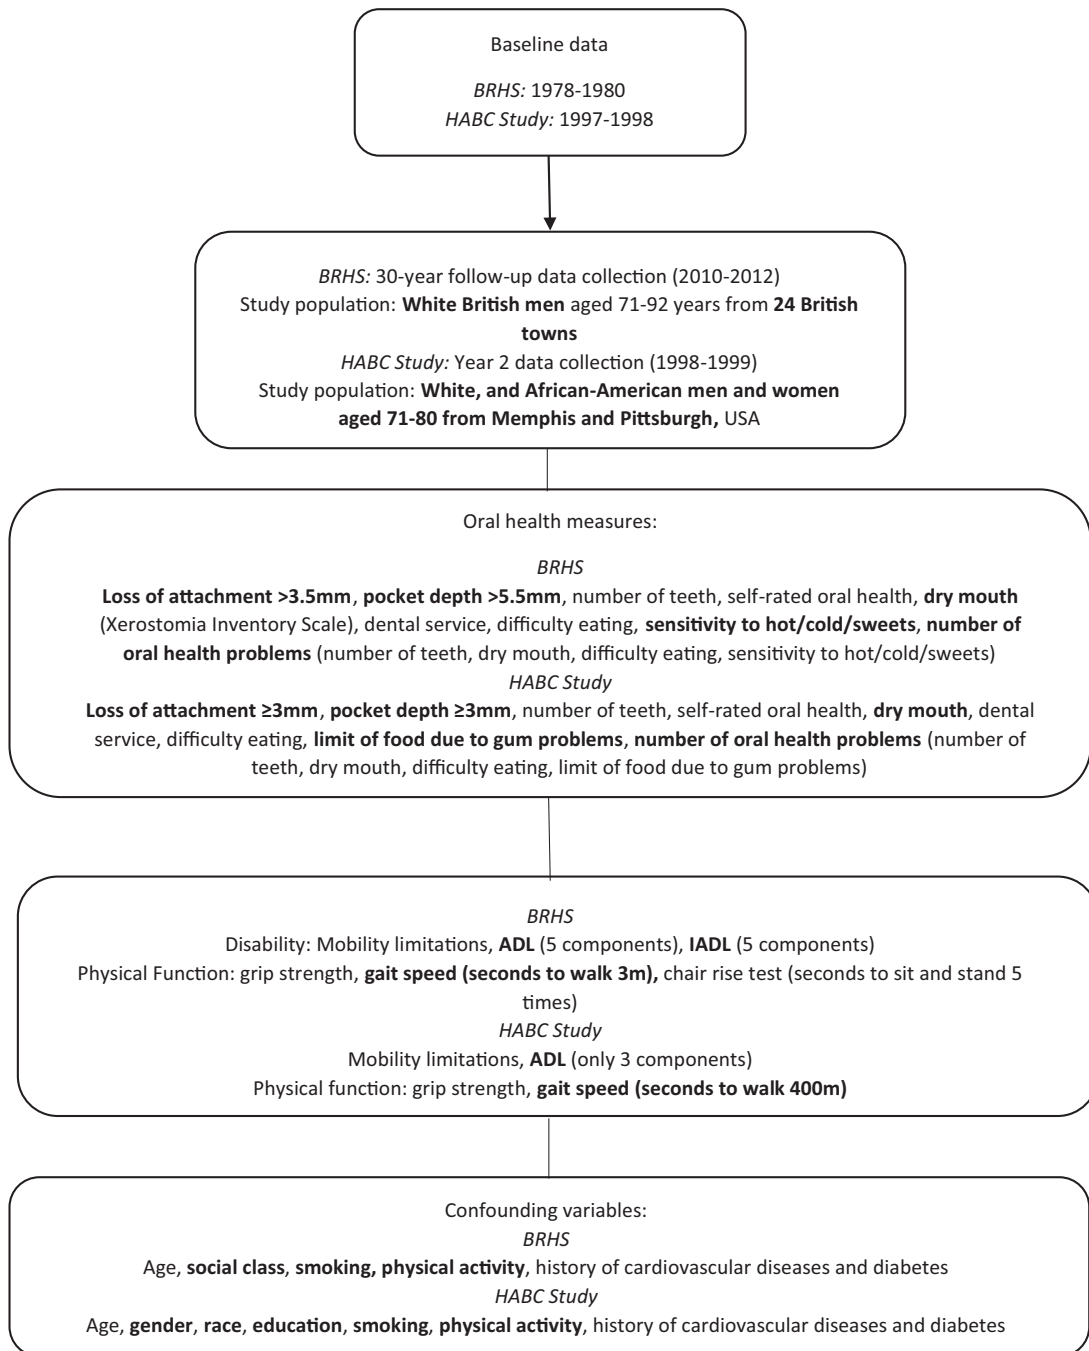 Baseline data
BRHS: 1978-1980
HABC Study: 1997-1998
BRHS: 30-year follow-up data collection (2010-2012)
Study population: White British men aged 71-92 years from 24 British
towns
HABC Study: Year 2 data collection (1998-1999)
Study population: White, and African-American men and women
aged 71-80 from Memphis and Pittsburgh, USA
Oral health measures:
BRHS
Loss of attachment >3.5mm, pocket depth >5.5mm, number of teeth, self-rated oral health, dry mouth
(Xerostomia Inventory Scale), dental service, difficulty eating, sensitivity to hot/cold/sweets, number of
oral health problems (number of teeth, dry mouth, difficulty eating, sensitivity to hot/cold/sweets)
HABC Study
Loss of attachment ≥3mm, pocket depth ≥3mm, number of teeth, self-rated oral health, dry mouth, dental
service, difficulty eating, limit of food due to gum problems, number of oral health problems (number of
teeth, dry mouth, difficulty eating, limit of food due to gum problems)
BRHS
Disability: Mobility limitations, ADL (5 components), IADL (5 components)
Physical Function: grip strength, gait speed (seconds to walk 3m), chair rise test (seconds to sit and stand 5
times)
HABC Study
Mobility limitations, ADL (only 3 components)
Physical function: grip strength, gait speed (seconds to walk 400m)
Confounding variables:
BRHS
Age, social class, smoking, physical activity, history of cardiovascular diseases and diabetes
HABC Study
Age, gender, race, education, smoking, physical activity, history of cardiovascular diseases and diabetes